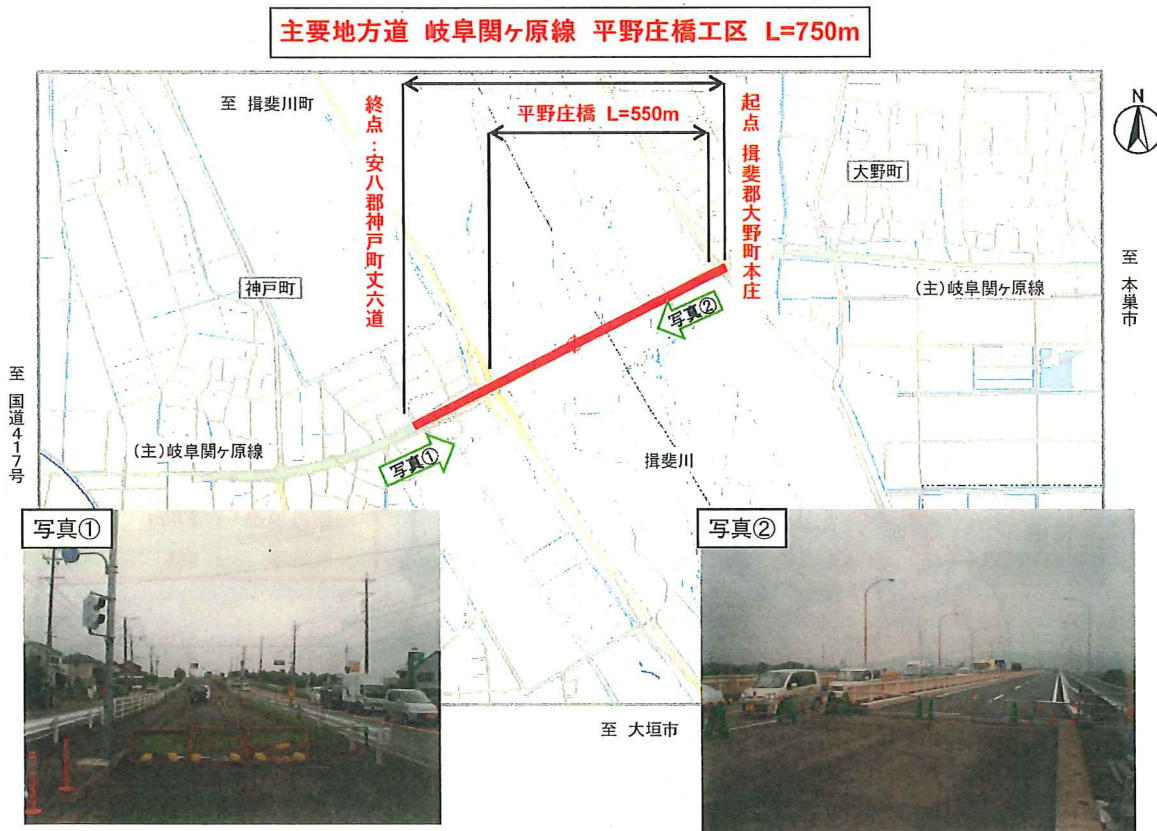 主要地方道 岐阜関ヶ原線 平野庄橋工区 L=750m
至 揖斐川町
平野庄橋 L=550m
終点：安八郡神戸町丈六道
起点 揖斐郡大野町本庄
N
大野町
神戸町
(主)岐阜関ヶ原線
至 本巣市
写真②
至 国道417号
(主)岐阜関ヶ原線
写真①
揖斐川
写真①
写真②
至 大垣市